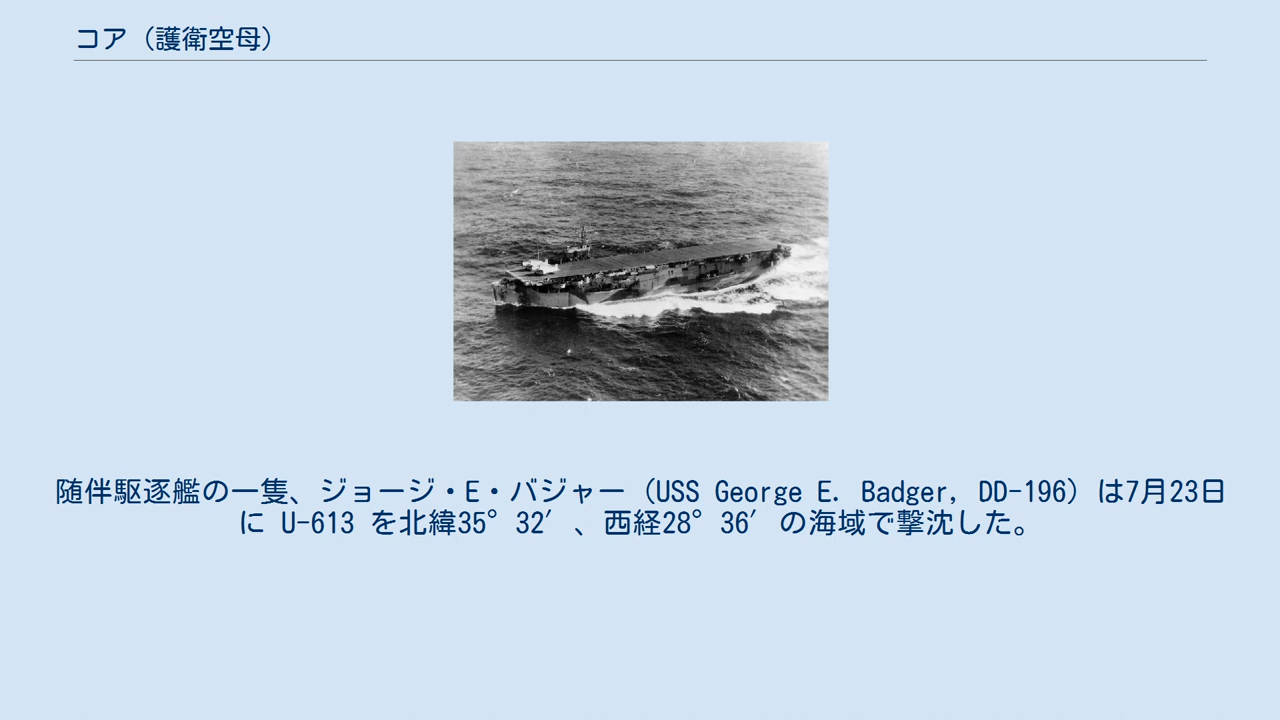 コア（護衛空母）
随伴駆逐艦の一隻、ジョージ・E・バジャー（USS George E. Badger, DD-196）は7月23日
に U-613 を北緯35°32′、西経28°36′の海域で撃沈した。